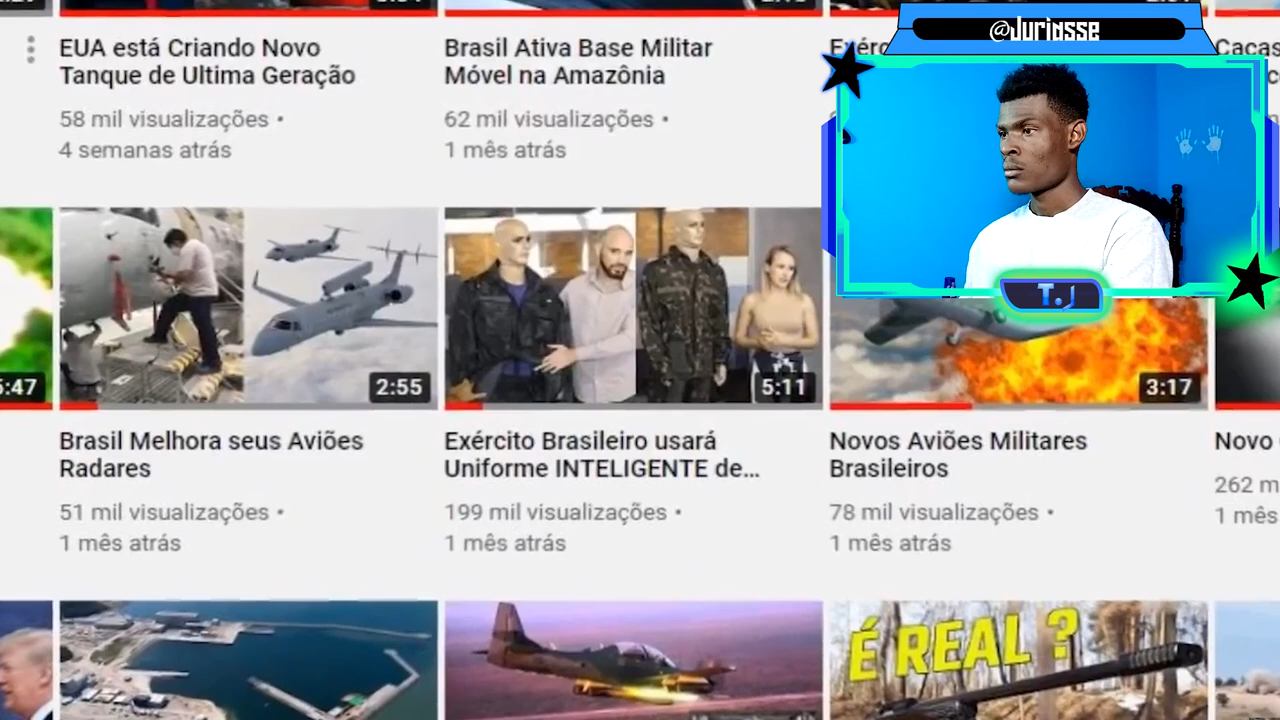 @Juriasse
EUA está Criando Novo
Tanque de Ultima Geração
58 mil visualizações •
4 semanas atrás
Brasil Ativa Base Militar
Móvel na Amazônia
62 mil visualizações •
1 mês atrás
T.J
5:47
2:55
5:11
3:17
Brasil Melhora seus Aviões
Radares
51 mil visualizações •
1 mês atrás
Exército Brasileiro usará
Uniforme INTELIGENTE de...
199 mil visualizações •
1 mês atrás
Novos Aviões Militares
Brasileiros
78 mil visualizações •
1 mês atrás
Novo
262 m
1 mês
É REAL ?